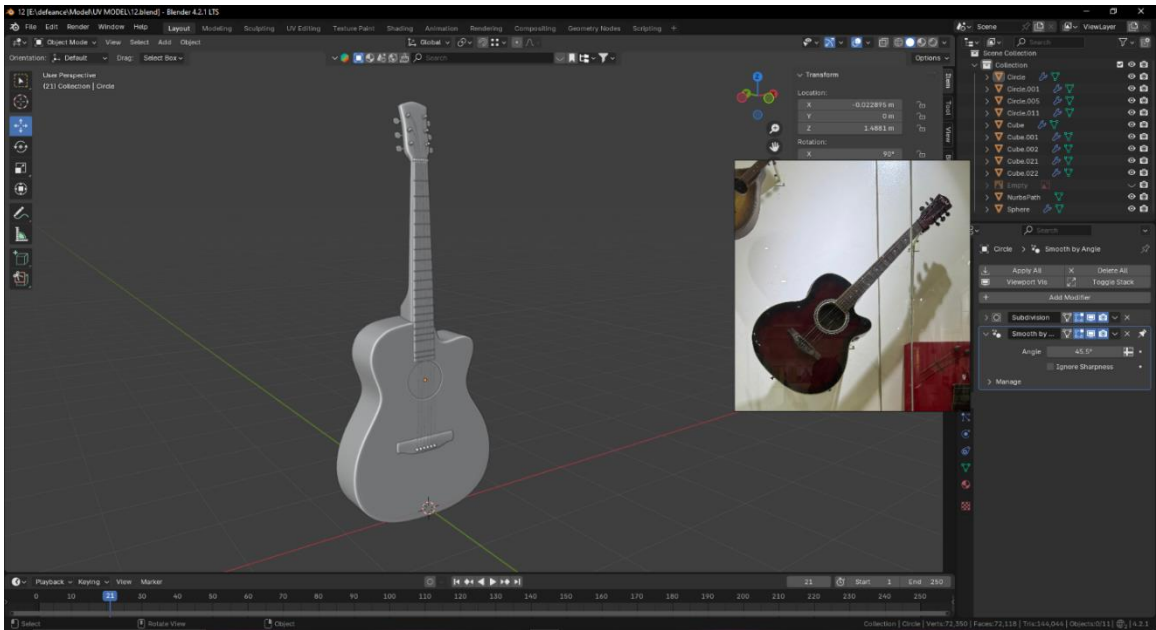 12 [E:\defeance\Model\UV MODEL\12.blend] - Blender 4.2.1 LTS
File Edit Render Window Help Layout Modeling Sculpting UV Editing Texture Paint Shading Animation Rendering Compositing Geometry Nodes Scripting + Scene ViewLayer
Object Mode View Select Add Object Global Search
Orientation: Default Drag: Select Box Search Options Scene Collection
User Perspective
(21) Collection | Circle
Collection
Circle
Circle.001
Circle.005
Circle.011
Cube
Cube.001
Cube.002
Cube.021
Cube.022
Empty
NurbsPath
Sphere
Z
Transform
Location:
X -0.022895 m
Y 0 m
Z 1.4881 m
Rotation:
X 90°
Item
Tool
View
Search
Circle > Smooth by Angle
Apply All Delete All
Viewport Vis Toggle Stack
Add Modifier
Subdivision
Smooth by ...
Angle 45.5°
Ignore Sharpness
Manage
Playback Keying View Marker 21 Start 1 End 250
0 10 21 30 40 50 60 70 80 90 100 110 120 130 140 150 160 170 180 190 200 210 220 230 240 250
Select Rotate View Object Collection | Circle | Verts:72,350 | Faces:72,118 | Tris:144,044 | Objects:0/11 | 4.2.1